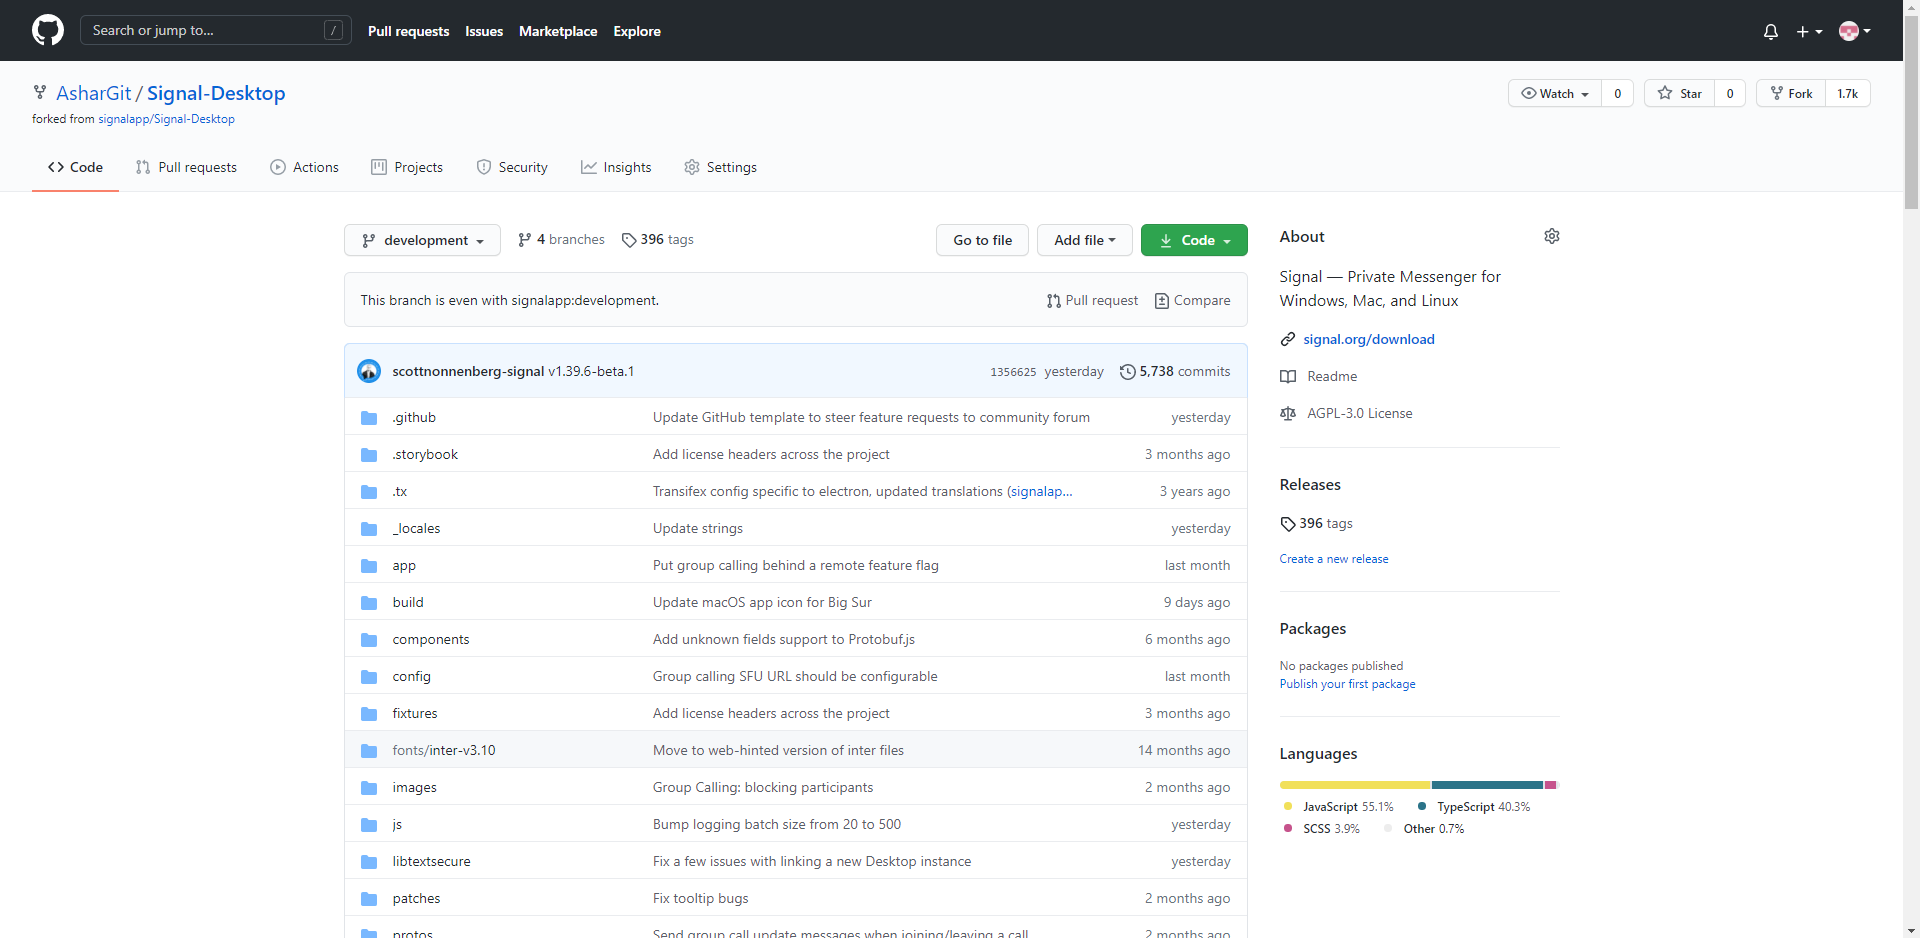 Search or jump to... /
Pull requests Issues Marketplace Explore
AsharGit / Signal-Desktop
forked from signalapp/Signal-Desktop
Watch 0 Star 0 Fork 1.7k
Code Pull requests Actions Projects Security Insights Settings
development 4 branches 396 tags
Go to file Add file Code
This branch is even with signalapp:development.
Pull request Compare
scottnonnenberg-signal v1.39.6-beta.1 1356625 yesterday 5,738 commits
.github Update GitHub template to steer feature requests to community forum yesterday
.storybook Add license headers across the project 3 months ago
.tx Transifex config specific to electron, updated translations (signalap... 3 years ago
_locales Update strings yesterday
app Put group calling behind a remote feature flag last month
build Update macOS app icon for Big Sur 9 days ago
components Add unknown fields support to Protobuf.js 6 months ago
config Group calling SFU URL should be configurable last month
fixtures Add license headers across the project 3 months ago
fonts/inter-v3.10 Move to web-hinted version of inter files 14 months ago
images Group Calling: blocking participants 2 months ago
js Bump logging batch size from 20 to 500 yesterday
libtextsecure Fix a few issues with linking a new Desktop instance yesterday
patches Fix tooltip bugs 2 months ago
protos Send group call update messages when joining/leaving a call 2 months ago
About
Signal — Private Messenger for
Windows, Mac, and Linux
signal.org/download
Readme
AGPL-3.0 License
Releases
396 tags
Create a new release
Packages
No packages published
Publish your first package
Languages
JavaScript 55.1% TypeScript 40.3%
SCSS 3.9% Other 0.7%